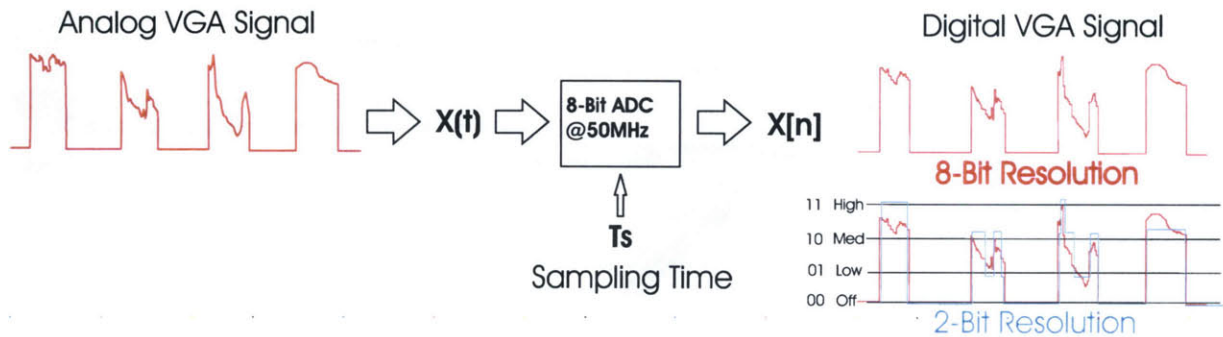 Analog VGA Signal
Digital VGA Signal
X(t)
8-Bit ADC
@50MHz
X[n]
Ts
Sampling Time
8-Bit Resolution
11 High
10 Med
01 Low
00 Off
2-Bit Resolution